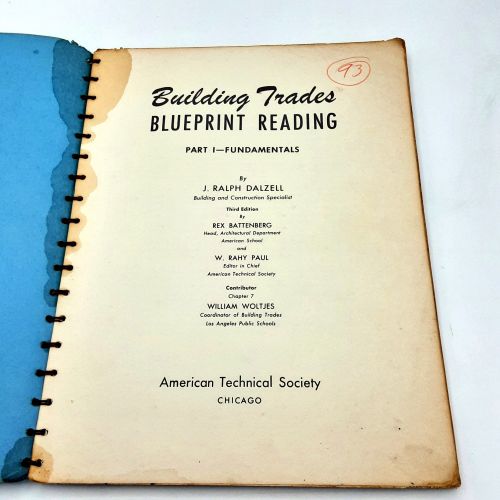 93
Building Trades
BLUEPRINT READING
PART I—FUNDAMENTALS
By
J. RALPH DALZELL
Building and Construction Specialist
Third Edition
By
REX BATTENBERG
Head, Architectural Department
American School
and
W. RAHY PAUL
Editor in Chief
American Technical Society
Contributor
Chapter 7
WILLIAM WOLTJES
Coordinator of Building Trades
Los Angeles Public Schools
American Technical Society
CHICAGO